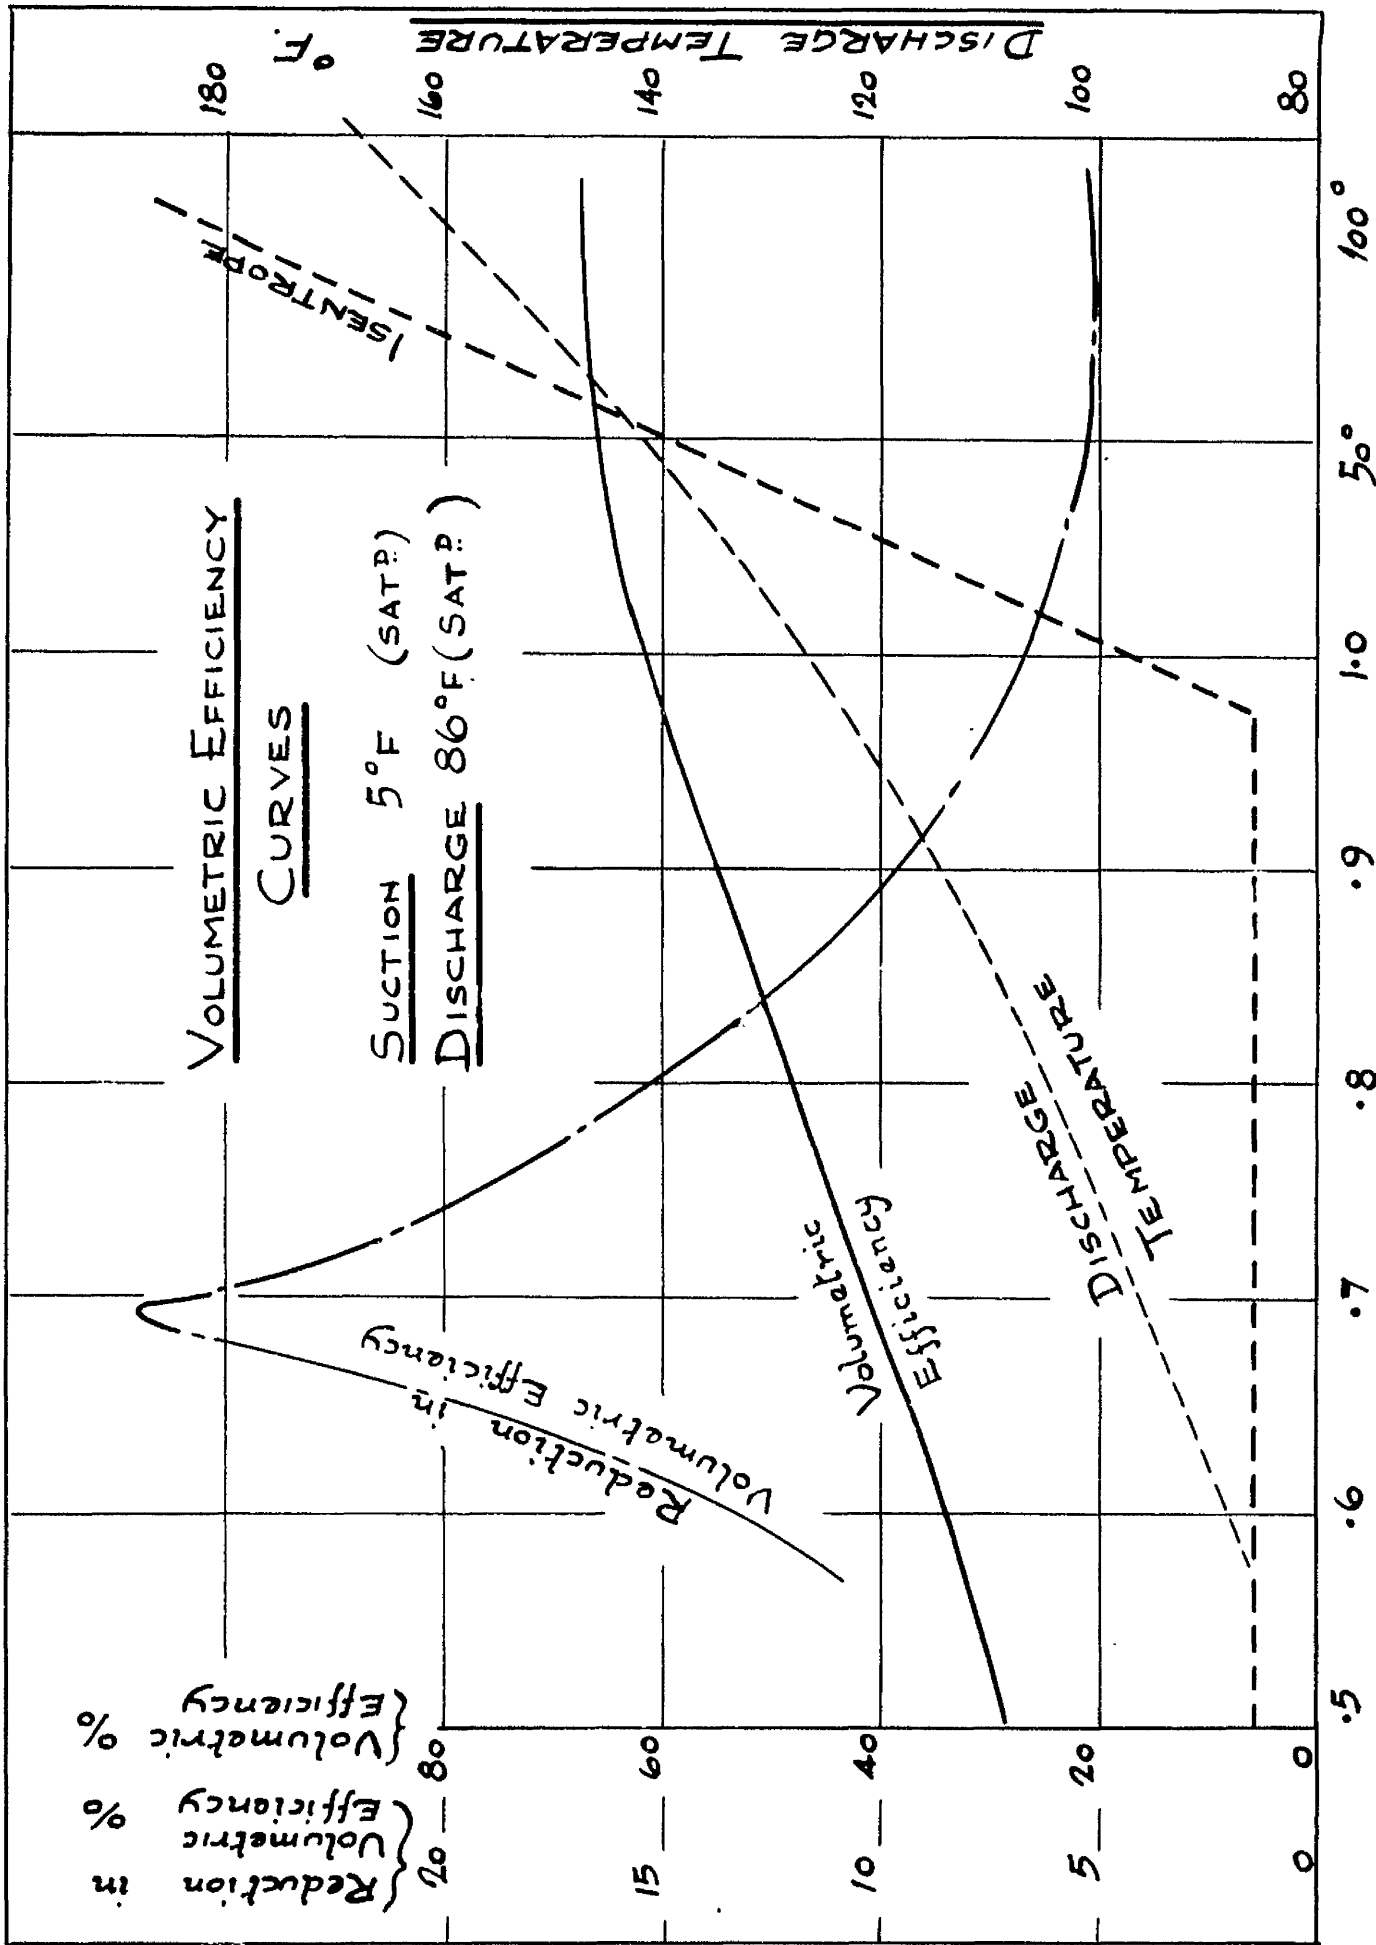 VOLUMETRIC EFFICIENCY
CURVES
SUCTION 5°F (SATD.)
DISCHARGE 86°F (SATD.)
Reduction in %
Volumetric
Efficiency
Volumetric %
Efficiency
20 80
15 60
10 40
5 20
0 0
DISCHARGE TEMPERATURE °F.
180
160
140
120
100
80
ISENTROPE
Reduction in
Volumetric Efficiency
Volumetric
Efficiency
DISCHARGE
TEMPERATURE
.5 .6 .7 .8 .9 1.0 50° 100°